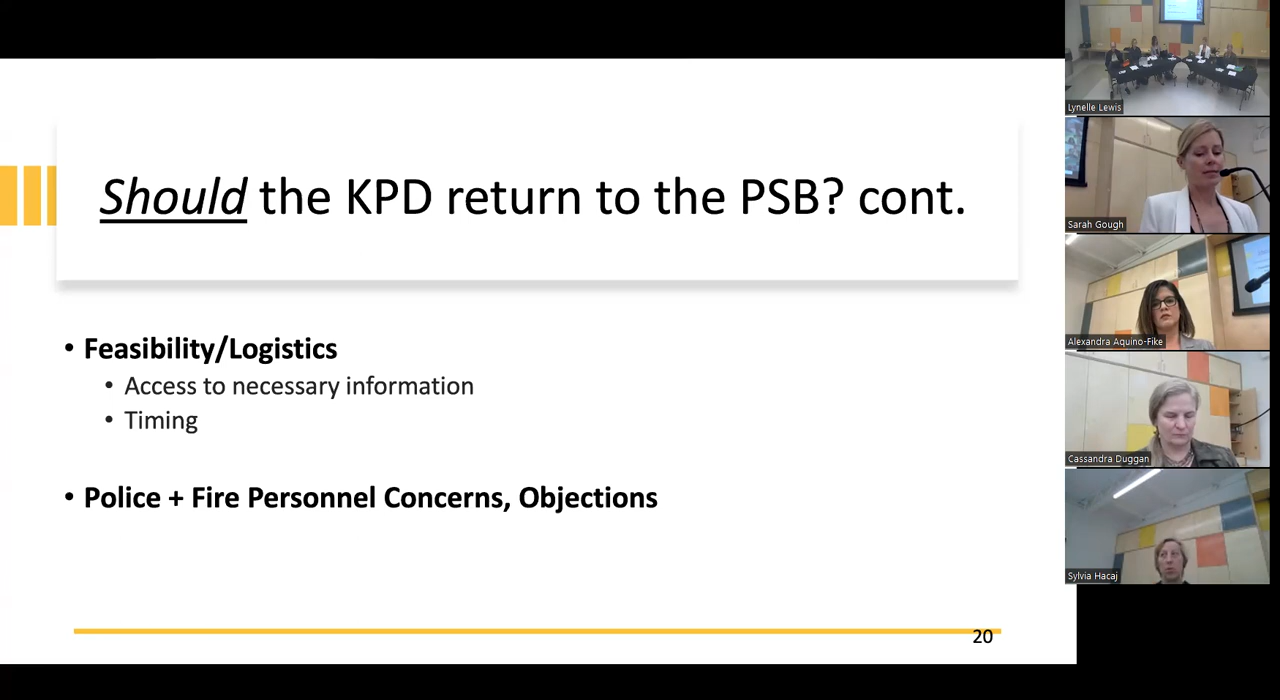 Should the KPD return to the PSB? cont.
• Feasibility/Logistics
• Access to necessary information
• Timing
• Police + Fire Personnel Concerns, Objections
20
Lynelle Lewis
Sarah Gough
Alexandra Aquino-Fike
Cassandra Duggan
Sylvia Hacaj